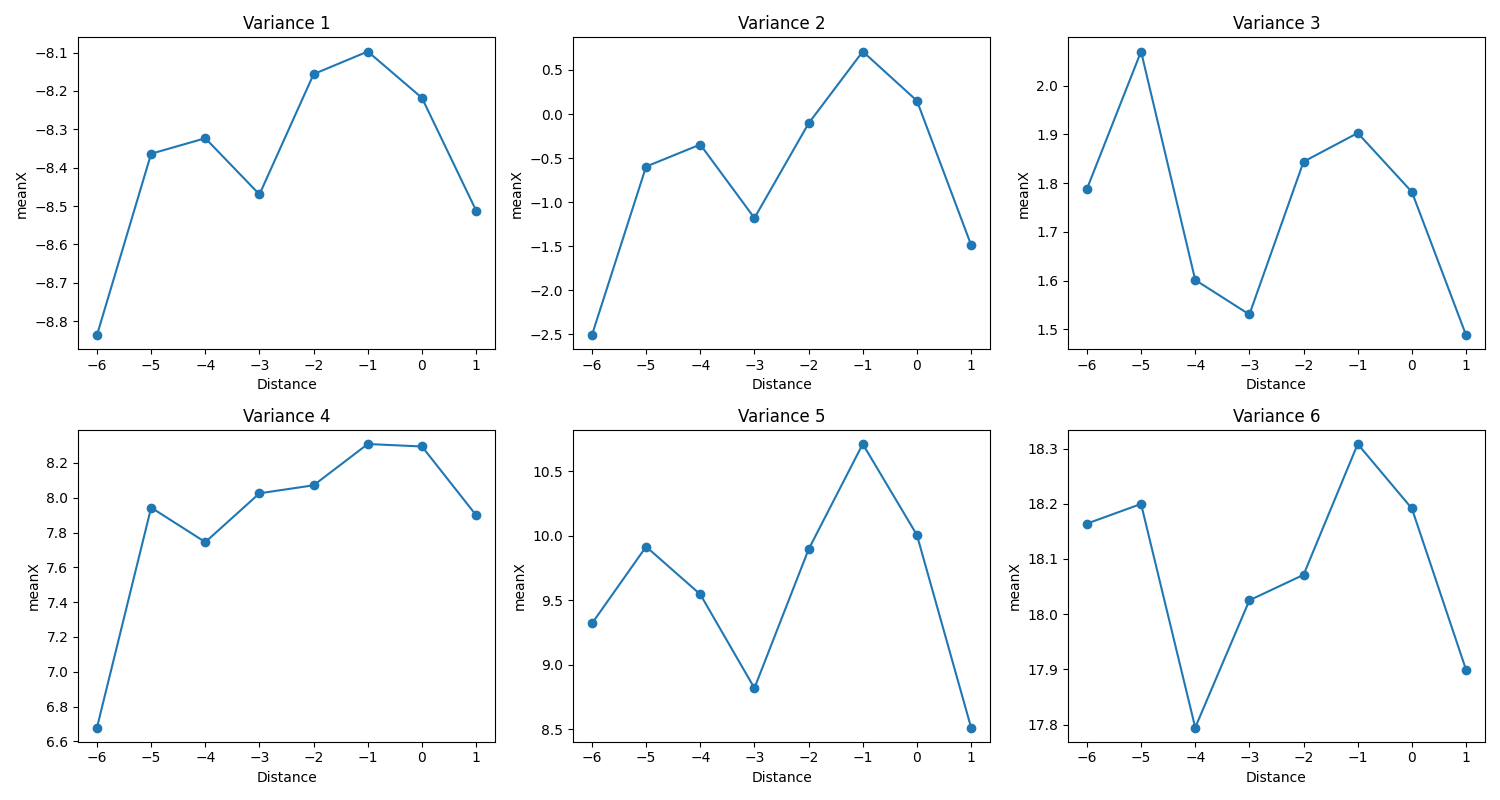 Variance 1
Variance 2
Variance 3
−8.1
−8.2
−8.3
−8.4
−8.5
−8.6
−8.7
−8.8
meanX
−6 −5 −4 −3 −2 −1 0 1
Distance
0.5
0.0
−0.5
−1.0
−1.5
−2.0
−2.5
meanX
−6 −5 −4 −3 −2 −1 0 1
Distance
2.0
1.9
1.8
1.7
1.6
1.5
meanX
−6 −5 −4 −3 −2 −1 0 1
Distance
Variance 4
Variance 5
Variance 6
8.2
8.0
7.8
7.6
7.4
7.2
7.0
6.8
6.6
meanX
−6 −5 −4 −3 −2 −1 0 1
Distance
10.5
10.0
9.5
9.0
8.5
meanX
−6 −5 −4 −3 −2 −1 0 1
Distance
18.3
18.2
18.1
18.0
17.9
17.8
meanX
−6 −5 −4 −3 −2 −1 0 1
Distance